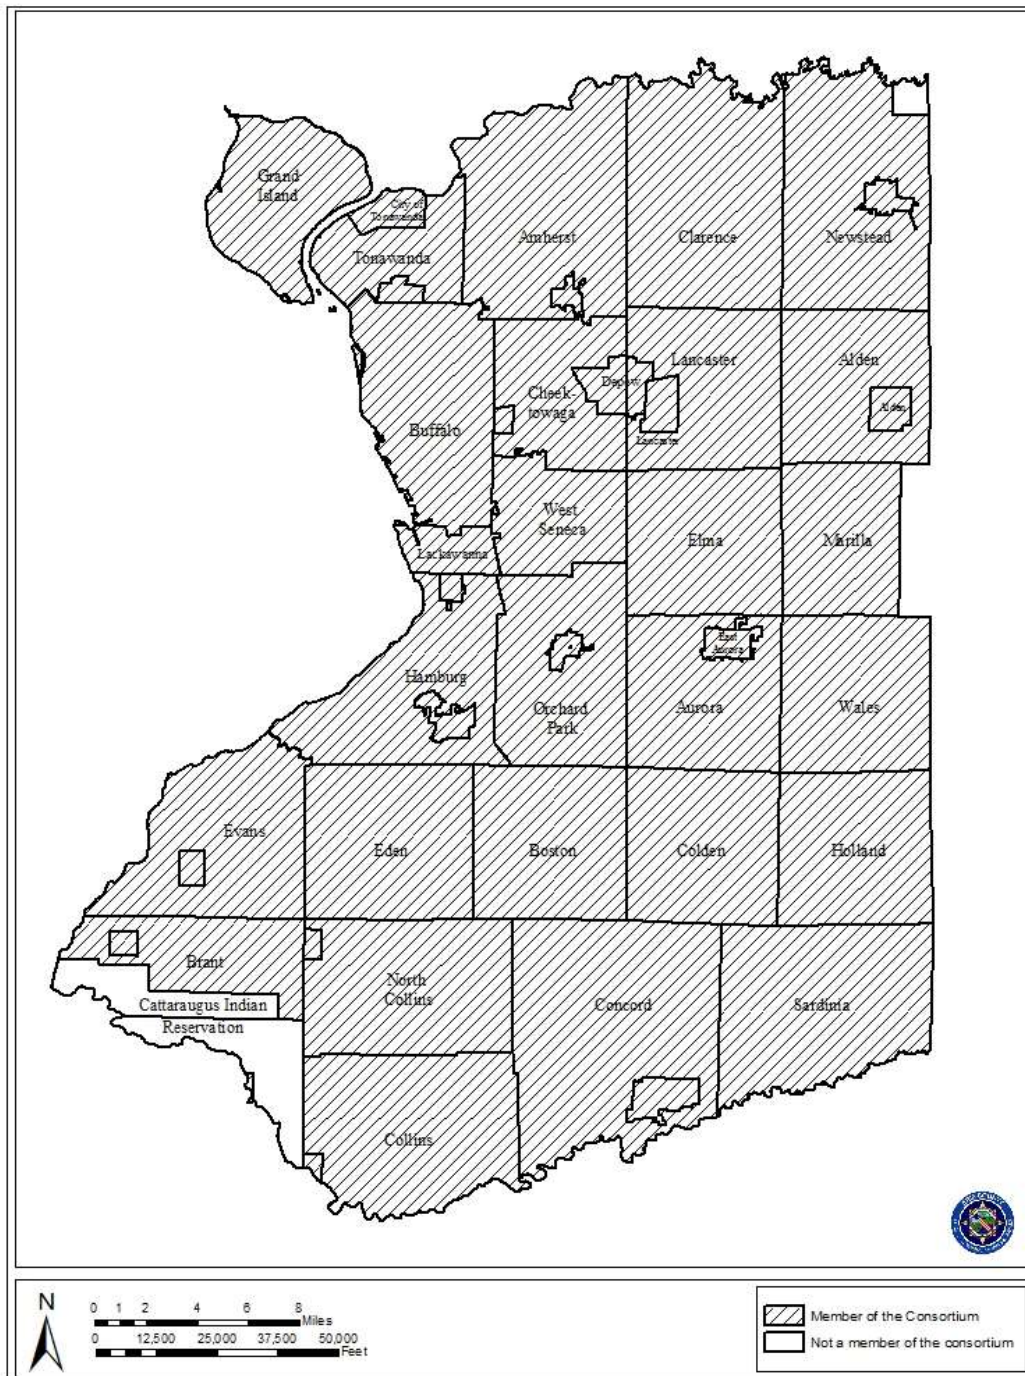 Grand
Island
City of
Tonawanda
Tonawanda
Amherst
Clarence
Newstead
Lancaster
Alden
Depew
Cheek-
towaga
Alden
Buffalo
Lancaster
West
Seneca
Lackawanna
Elma
Marilla
East
Aurora
Hamburg
Orchard
Park
Aurora
Wales
Evans
Eden
Boston
Colden
Holland
Brant
North
Collins
Cattaraugus Indian
Reservation
Concord
Sardinia
Collins
N
0 1 2 4 6 8
Miles
0 12,500 25,000 37,500 50,000
Feet
Member of the Consortium
Not a member of the consortium